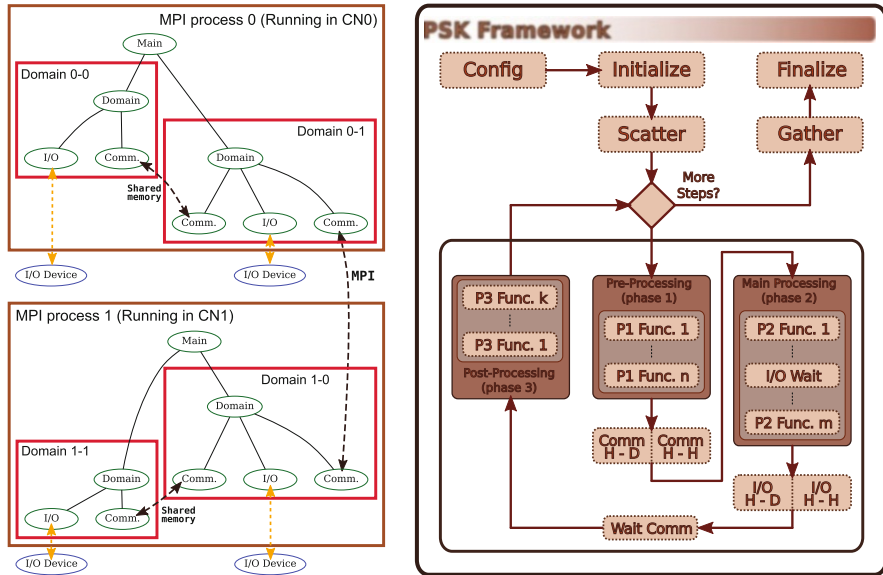 MPI process 0 (Running in CN0)
Main
Domain 0-0
Domain
I/O
Comm.
Domain 0-1
Domain
Shared
memory
Comm.
I/O
Comm.
I/O Device
I/O Device
MPI
MPI process 1 (Running in CN1)
Main
Domain 1-0
Domain
Domain 1-1
Domain
Comm.
I/O
Comm.
I/O
Comm.
Shared
memory
I/O Device
I/O Device
PSK Framework
Config
Initialize
Finalize
Scatter
Gather
More
Steps?
P3 Func. k
P3 Func. 1
Post-Processing
(phase 3)
Pre-Processing
(phase 1)
P1 Func. 1
P1 Func. n
Main Processing
(phase 2)
P2 Func. 1
I/O Wait
P2 Func. m
Comm
H - D
Comm
H - H
I/O
H - D
I/O
H - H
Wait Comm